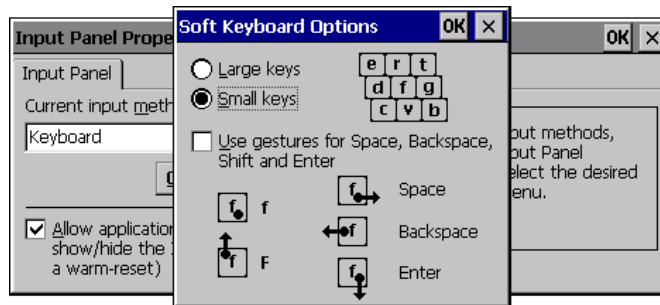 Input Panel Prope
OK ×
Input Panel
Current input meth
Keyboard
Allow application
show/hide the
a warm-reset)
put methods,
put Panel
elect the desired
enu.
Soft Keyboard Options
OK ×
Large keys
Small keys
e r t
d f g
c v b
Use gestures for Space, Backspace,
Shift and Enter
f f
f F
f Space
f Backspace
f Enter